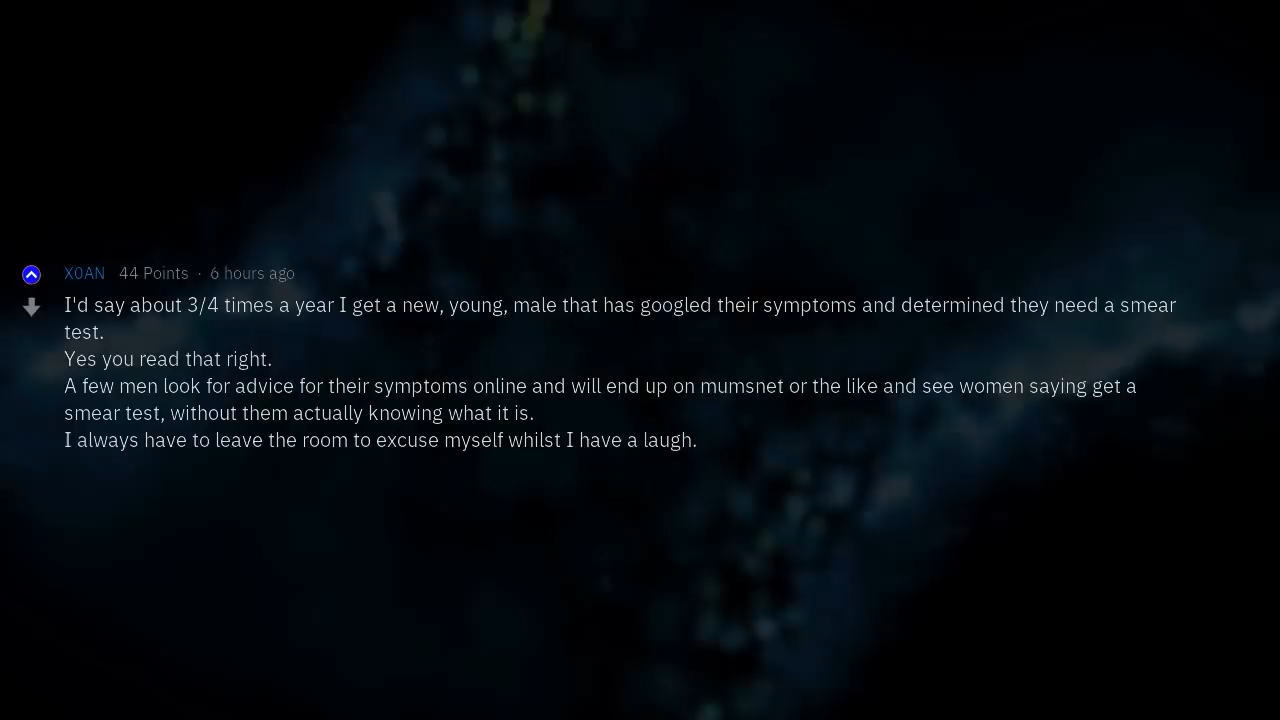 X0AN 44 Points · 6 hours ago
I'd say about 3/4 times a year I get a new, young, male that has googled their symptoms and determined they need a smear
test.
Yes you read that right.
A few men look for advice for their symptoms online and will end up on mumsnet or the like and see women saying get a
smear test, without them actually knowing what it is.
I always have to leave the room to excuse myself whilst I have a laugh.